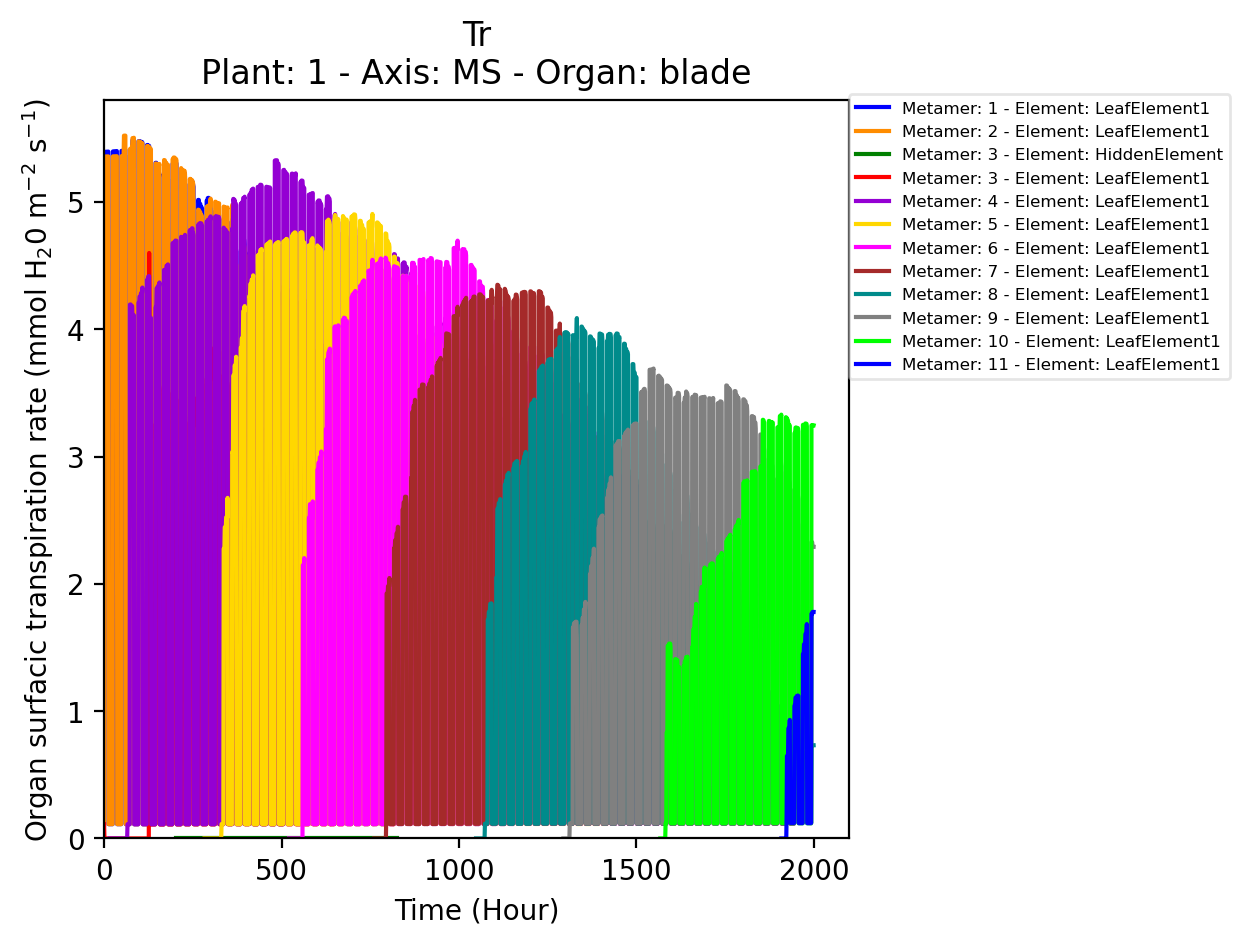 Tr
Plant: 1 - Axis: MS - Organ: blade
Organ surfacic transpiration rate (mmol H₂0 m⁻² s⁻¹)
5
4
3
2
1
0
0 500 1000 1500 2000
Time (Hour)
Metamer: 1 - Element: LeafElement1
Metamer: 2 - Element: LeafElement1
Metamer: 3 - Element: HiddenElement
Metamer: 3 - Element: LeafElement1
Metamer: 4 - Element: LeafElement1
Metamer: 5 - Element: LeafElement1
Metamer: 6 - Element: LeafElement1
Metamer: 7 - Element: LeafElement1
Metamer: 8 - Element: LeafElement1
Metamer: 9 - Element: LeafElement1
Metamer: 10 - Element: LeafElement1
Metamer: 11 - Element: LeafElement1